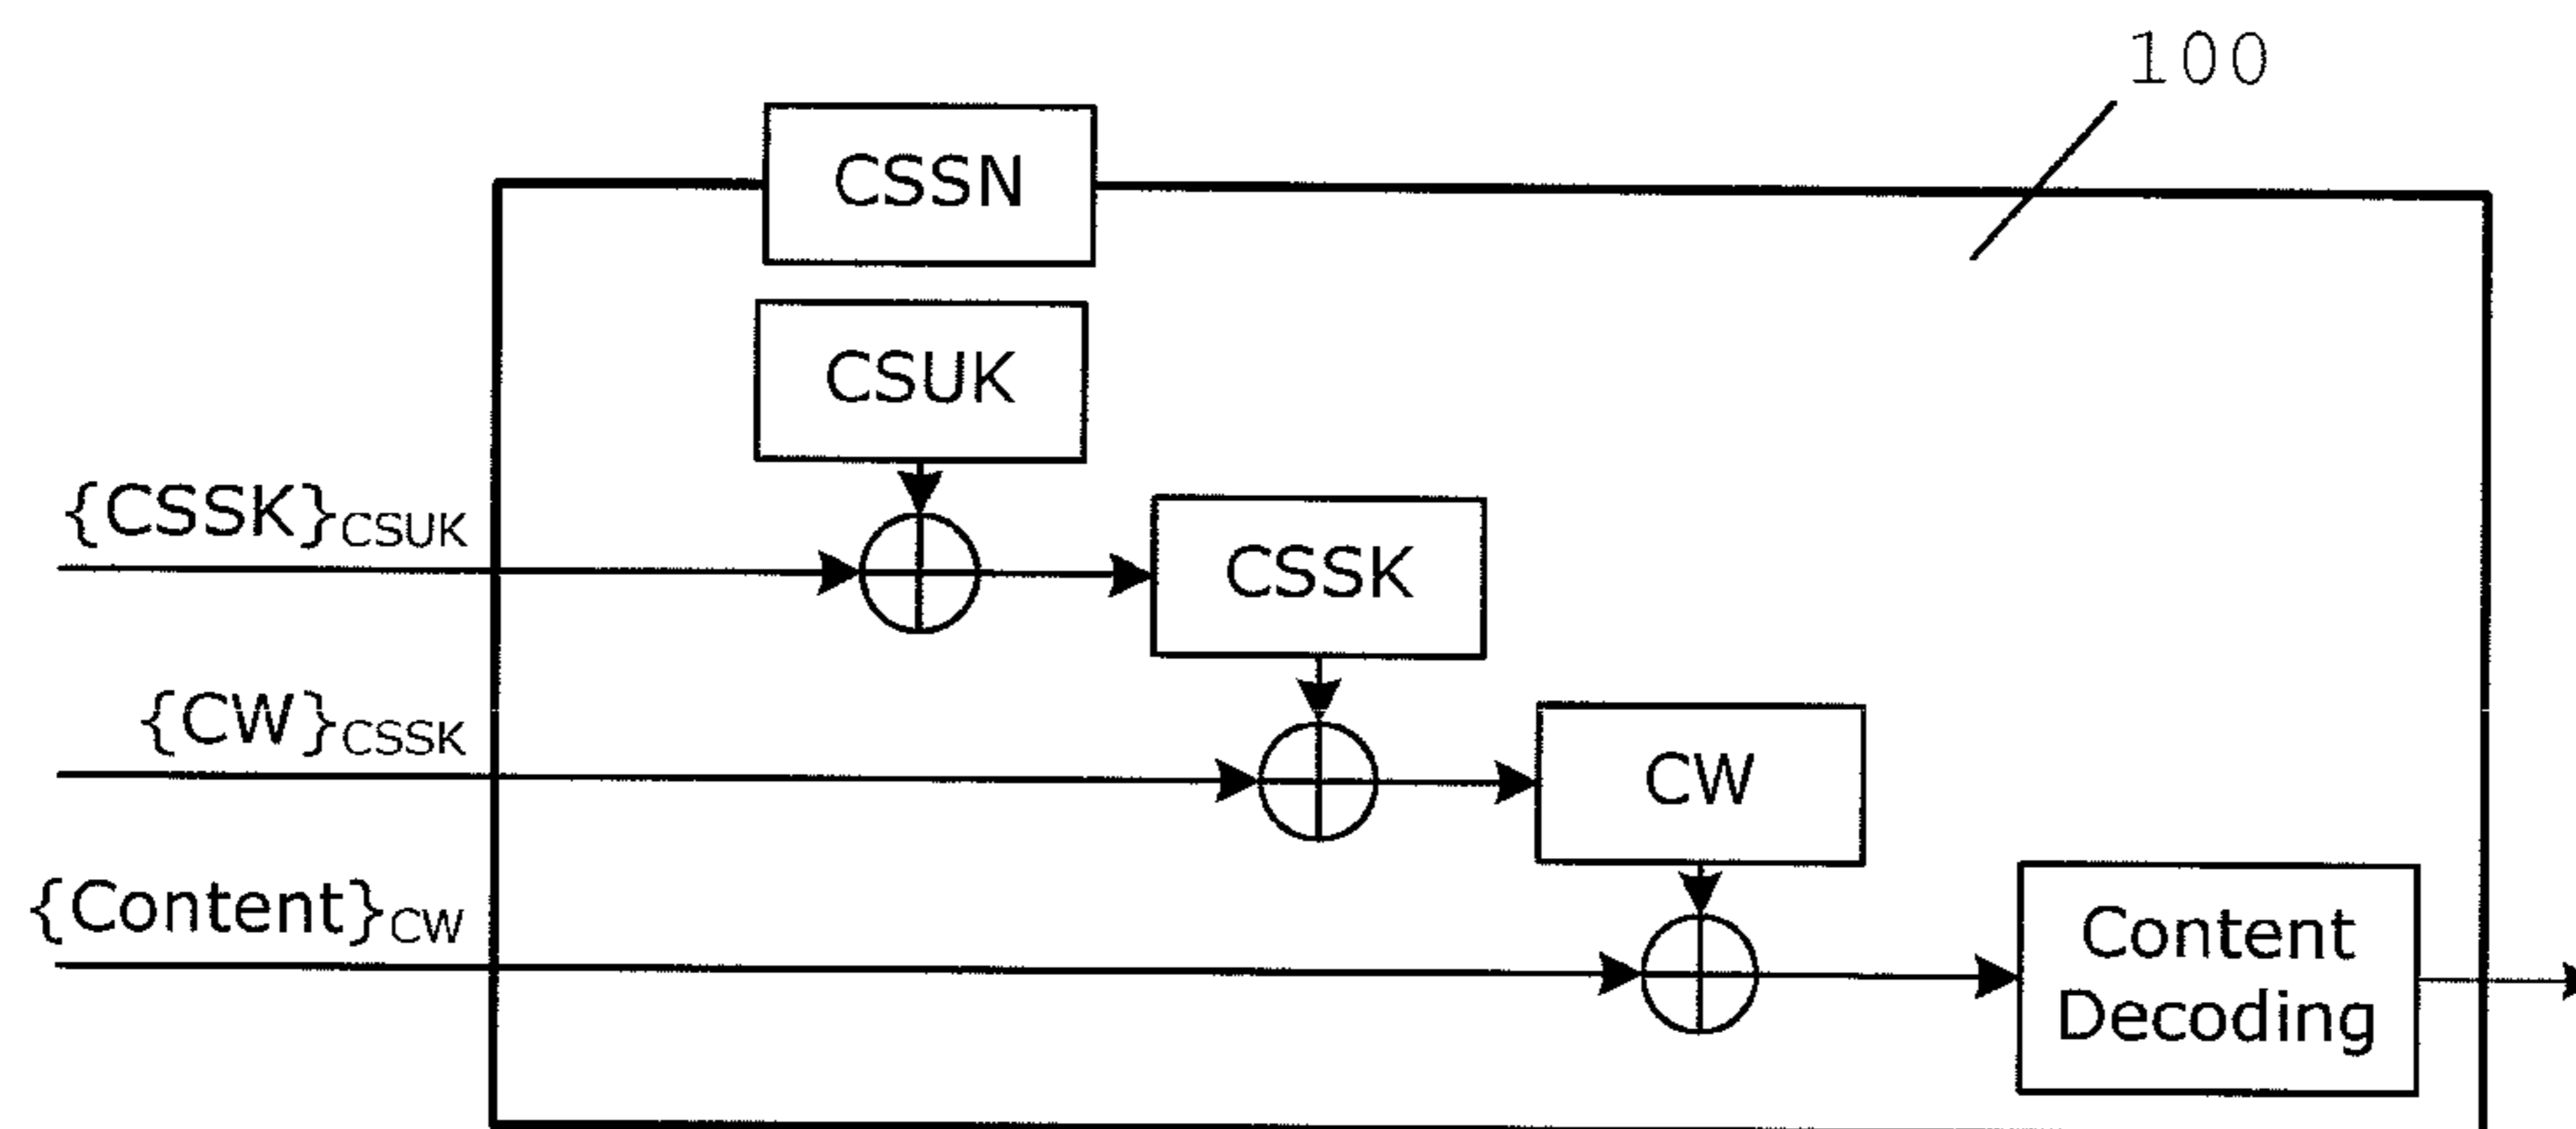 100
CSSN
CSUK
{CSSK}CSUK
CSSK
{CW}CSSK
CW
{Content}CW
Content
Decoding